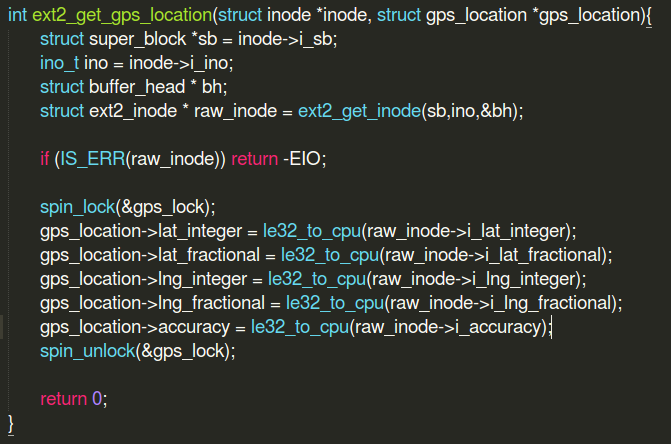 int ext2_get_gps_location(struct inode *inode, struct gps_location *gps_location){
struct super_block *sb = inode->i_sb;
ino_t ino = inode->i_ino;
struct buffer_head * bh;
struct ext2_inode * raw_inode = ext2_get_inode(sb,ino,&bh);
if (IS_ERR(raw_inode)) return -EIO;
spin_lock(&gps_lock);
gps_location->lat_integer = le32_to_cpu(raw_inode->i_lat_integer);
gps_location->lat_fractional = le32_to_cpu(raw_inode->i_lat_fractional);
gps_location->lng_integer = le32_to_cpu(raw_inode->i_lng_integer);
gps_location->lng_fractional = le32_to_cpu(raw_inode->i_lng_fractional);
gps_location->accuracy = le32_to_cpu(raw_inode->i_accuracy);
spin_unlock(&gps_lock);
return 0;
}